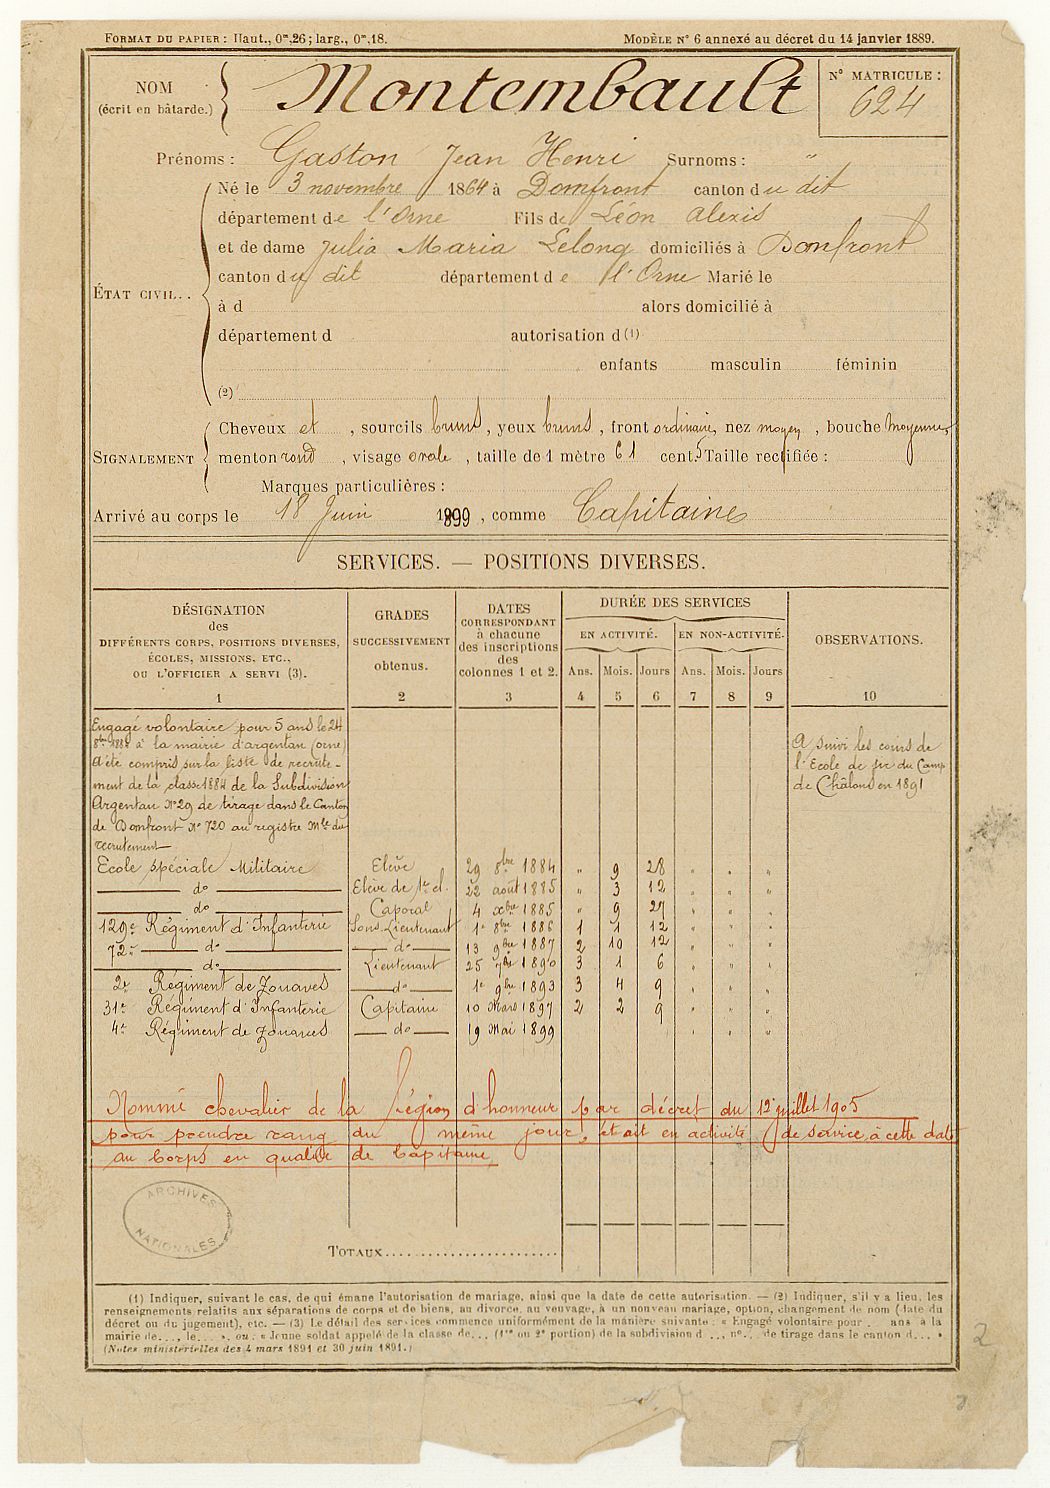 FORMAT DU PAPIER : Haut., 0m,26 ; larg., 0m,18.
MODÈLE N° 6 annexé au décret du 14 janvier 1889.
NOM
(écrit en bâtarde.)
Montembault
N° MATRICULE :
624
Prénoms : Gaston Jean Henri Surnoms : "
Né le 3 novembre 1864 à Domfront canton du dit
département de l'Orne Fils de Léon Alexis
et de dame Julia Maria Lelong domiciliés à Domfront
canton du dit département de l'Orne Marié le
à d alors domicilié à
département d autorisation d (1)
enfants masculin féminin
(2)
ÉTAT CIVIL..
SIGNALEMENT
Cheveux et , sourcils bruns , yeux bruns , front ordinaire, nez moyen , bouche moyenne,
menton rond , visage ovale , taille de 1 mètre 61 cent. Taille rectifiée :
Marques particulières :
Arrivé au corps le 18 Juin 1899 , comme Capitaine
SERVICES. — POSITIONS DIVERSES.
DÉSIGNATION
des
DIFFÉRENTS CORPS, POSITIONS DIVERSES,
ÉCOLES, MISSIONS, ETC.,
OU L'OFFICIER A SERVI (3).
1
GRADES
SUCCESSIVEMENT
obtenus.
2
DATES
CORRESPONDANT
à chacune
des inscriptions
des
colonnes 1 et 2.
3
DURÉE DES SERVICES
EN ACTIVITÉ. EN NON-ACTIVITÉ.
Ans. Mois. Jours Ans. Mois. Jours
4 5 6 7 8 9
OBSERVATIONS.
10
Engagé volontaire pour 5 ans le 24
8bre 1884 à la mairie d'argentan (orne)
A été compris sur la liste de recrute-
ment de la classe 1884 de la Subdivision
Argentan N° 29 de tirage dans le Canton
de Domfront N° 720 au registre Mle du
recrutement
A suivi les cours de
l'Ecole de tir du Camp
de Châlons en 1891
Ecole spéciale Militaire Elève 29 8bre 1884 " 9 28 " " "
do Elève de 1re cl. 22 août 1885 " 3 12 " " "
do Caporal 4 xbre 1885 " 9 27 " " "
129e Régiment d'Infanterie Sous-Lieutenant 1e 8bre 1886 1 1 12 " " "
72e do do 13 9bre 1887 2 10 12 " " "
do Lieutenant 25 7bre 1890 3 1 6 " " "
2e Régiment de Zouaves do 1e 9bre 1893 3 4 9 " " "
31e Régiment d'Infanterie Capitaine 10 Mars 1897 2 2 9 " " "
4e Régiment de Zouaves do 19 Mai 1899 " " "
Nommé chevalier de la Légion d'honneur par décret du 12 juillet 1905
pour prendre rang du même jour, était en activité de service à cette date
au Corps en qualité de Capitaine,
ARCHIVES
NATIONALES
TOTAUX........................
(1) Indiquer, suivant le cas, de qui émane l'autorisation de mariage, ainsi que la date de cette autorisation. — (2) Indiquer, s'il y a lieu, les
renseignements relatifs aux séparations de corps et de biens, au divorce, au veuvage, à un nouveau mariage, option, changement de nom (date du
décret ou du jugement), etc. — (3) Le détail des services commence uniformément de la manière suivante : « Engagé volontaire pour . ans à la
mairie de..., le... », ou : « Jeune soldat appelé de la classe de... (1re ou 2e portion) de la subdivision d..., n°... de tirage dans le canton d... »
(Notes ministérielles des 4 mars 1891 et 30 juin 1891.)
2